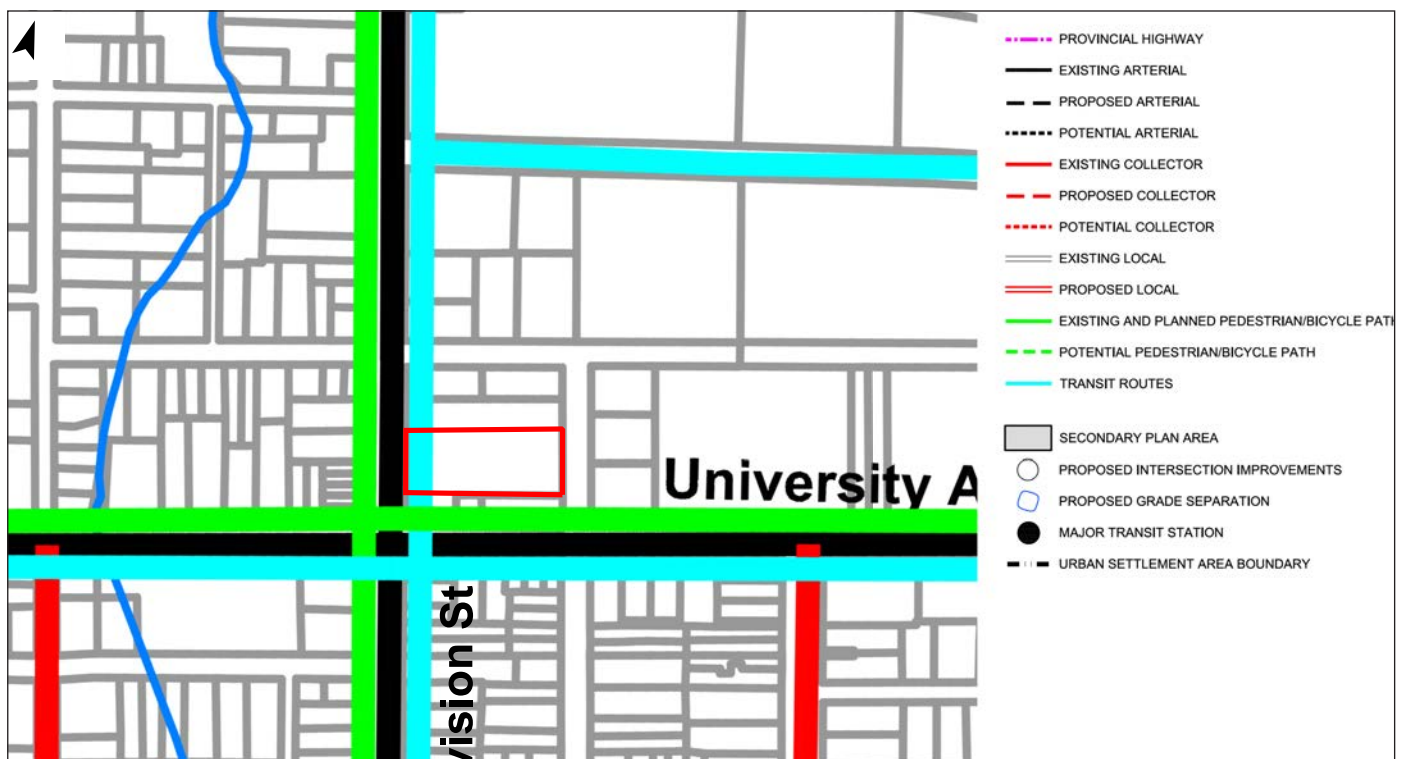 PROVINCIAL HIGHWAY
EXISTING ARTERIAL
PROPOSED ARTERIAL
POTENTIAL ARTERIAL
EXISTING COLLECTOR
PROPOSED COLLECTOR
POTENTIAL COLLECTOR
EXISTING LOCAL
PROPOSED LOCAL
EXISTING AND PLANNED PEDESTRIAN/BICYCLE PATH
POTENTIAL PEDESTRIAN/BICYCLE PATH
TRANSIT ROUTES
SECONDARY PLAN AREA
PROPOSED INTERSECTION IMPROVEMENTS
PROPOSED GRADE SEPARATION
MAJOR TRANSIT STATION
URBAN SETTLEMENT AREA BOUNDARY
University A
vision St